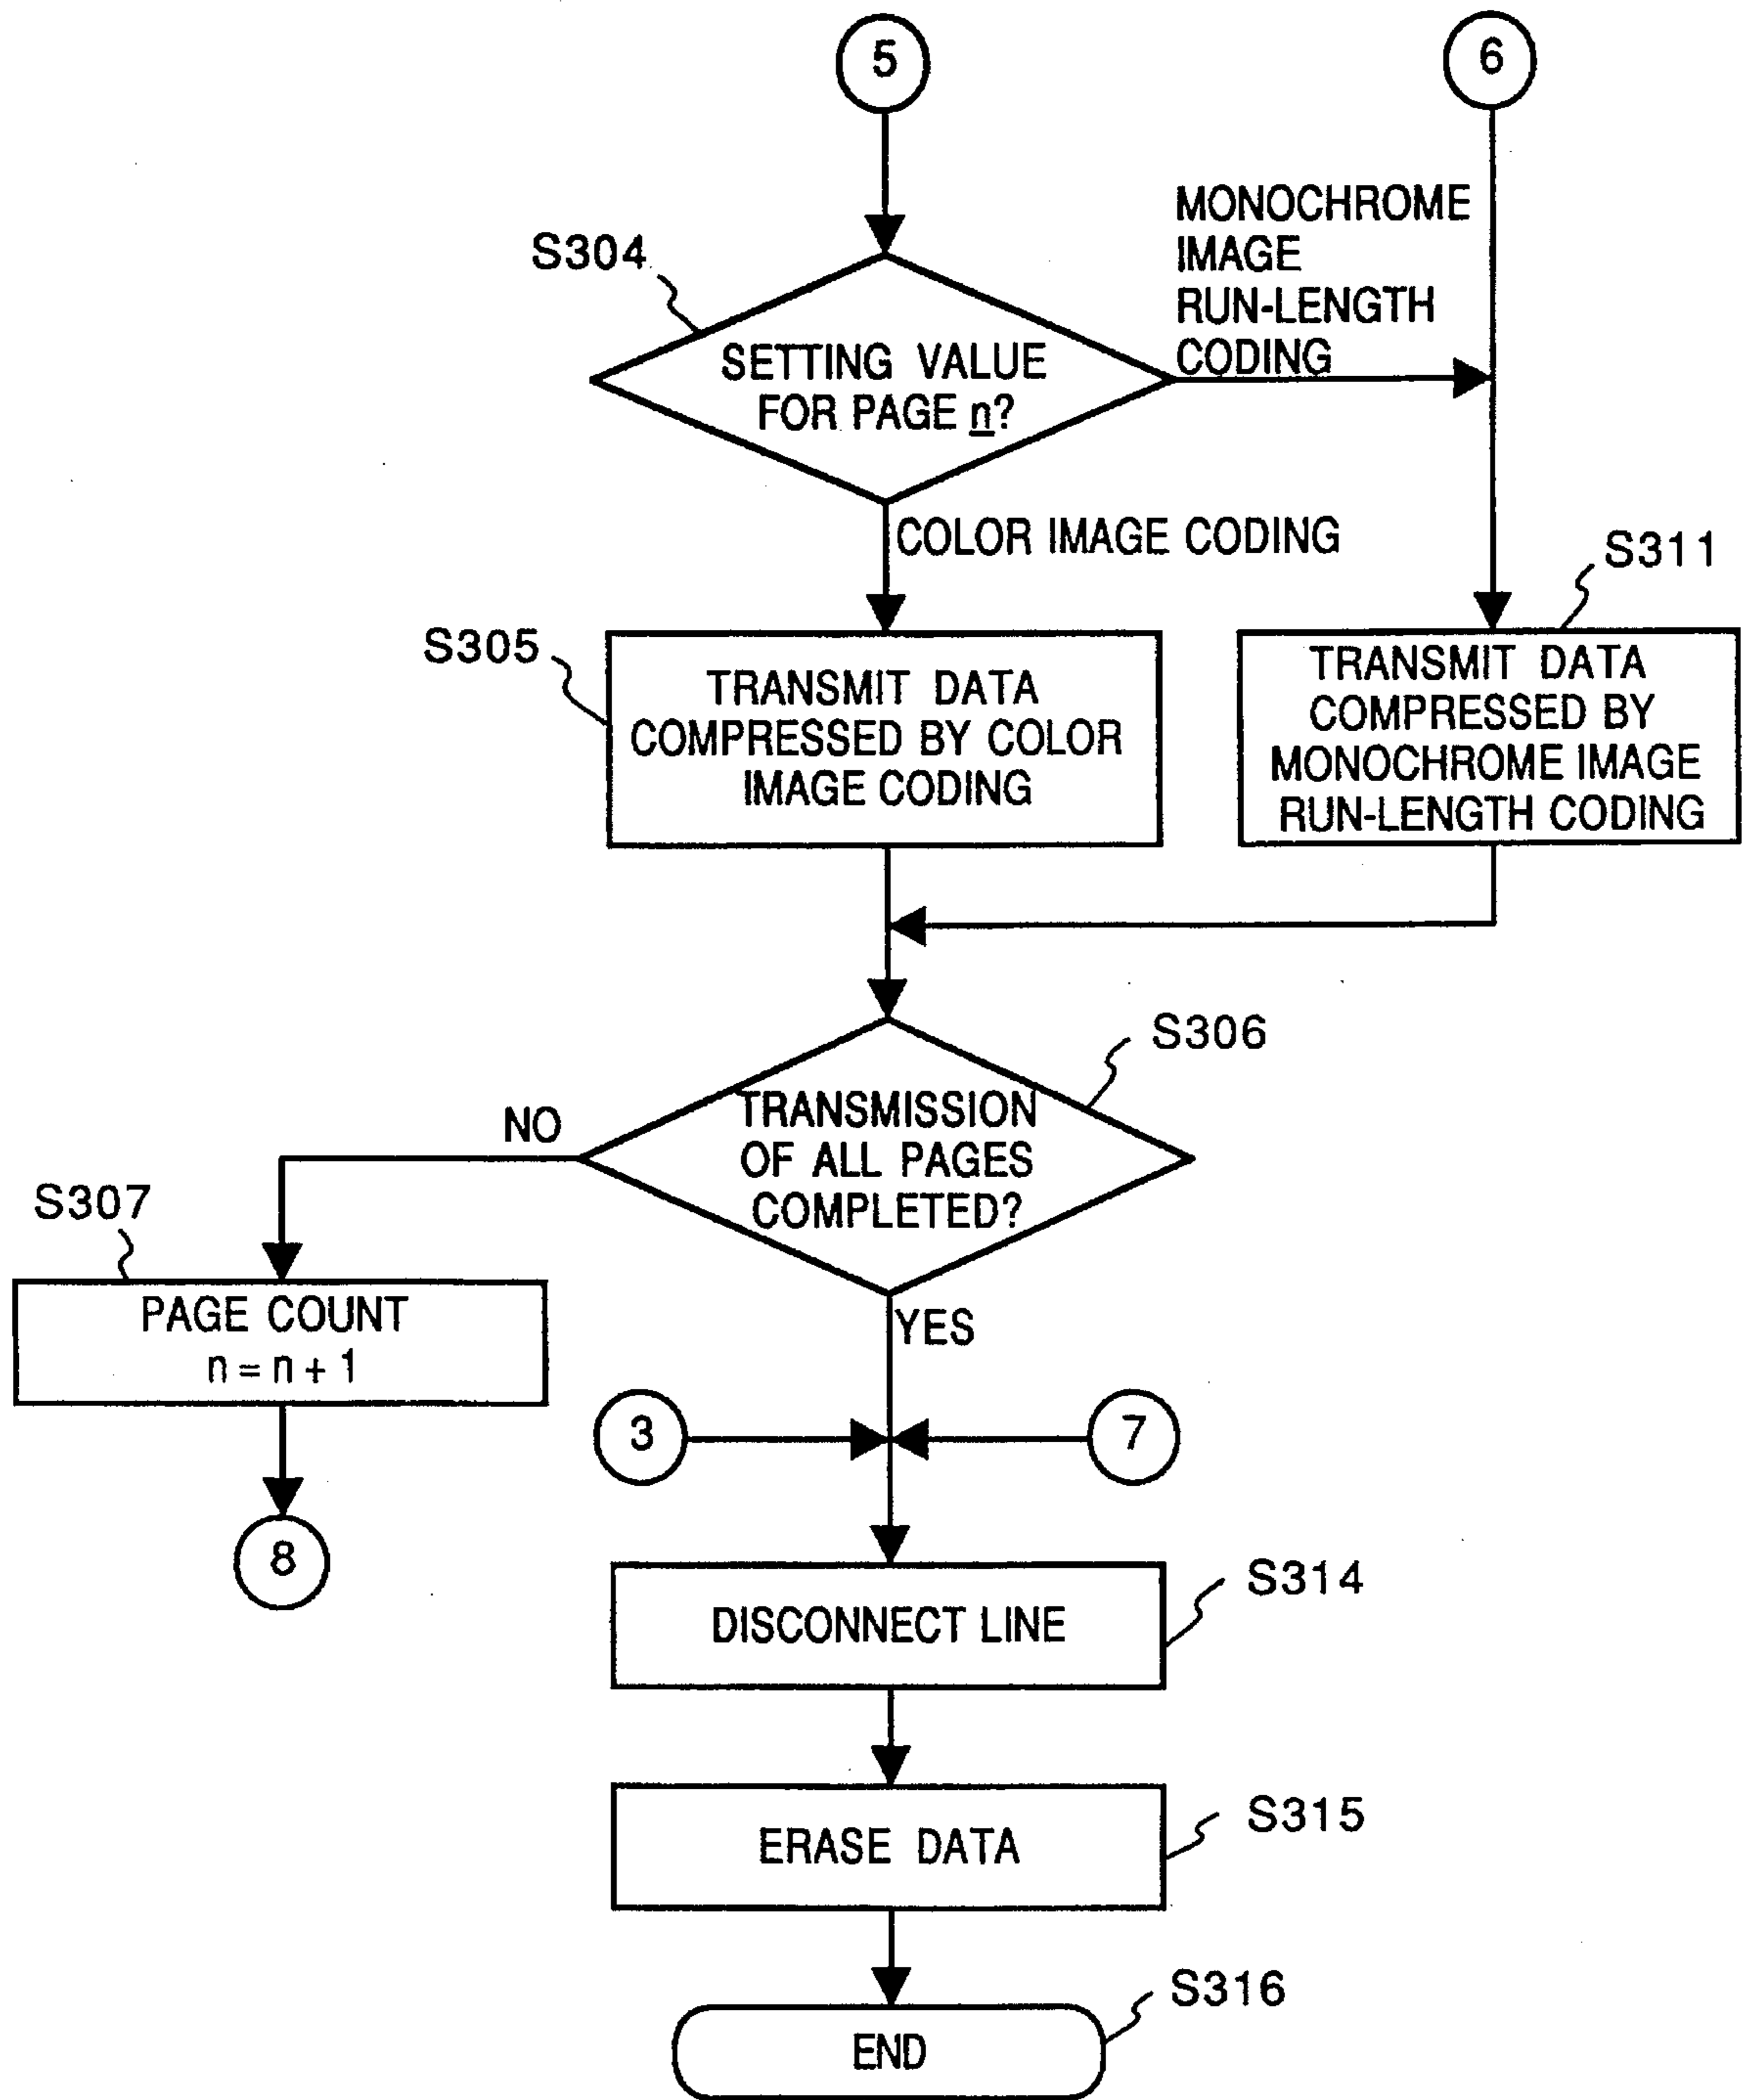 5
6
MONOCHROME
IMAGE
RUN-LENGTH
CODING
S304
SETTING VALUE
FOR PAGE n?
COLOR IMAGE CODING
S311
S305
TRANSMIT DATA
COMPRESSED BY COLOR
IMAGE CODING
TRANSMIT DATA
COMPRESSED BY
MONOCHROME IMAGE
RUN-LENGTH CODING
S306
TRANSMISSION
OF ALL PAGES
COMPLETED?
NO
S307
PAGE COUNT
n = n + 1
YES
3
7
8
S314
DISCONNECT LINE
S315
ERASE DATA
S316
END